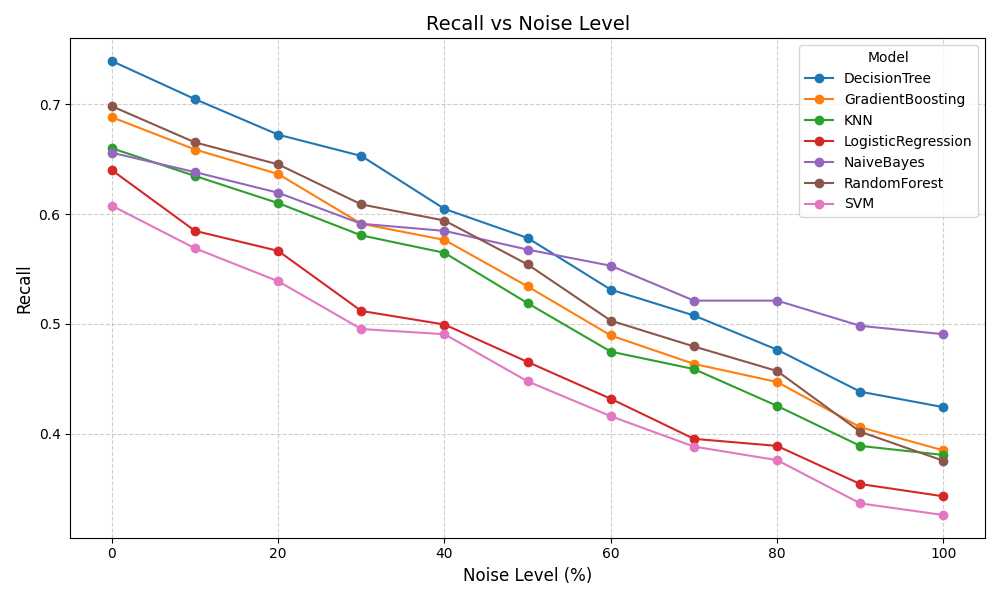 Recall vs Noise Level
Model
DecisionTree
GradientBoosting
KNN
LogisticRegression
NaiveBayes
RandomForest
SVM
Recall
0.7
0.6
0.5
0.4
0 20 40 60 80 100
Noise Level (%)